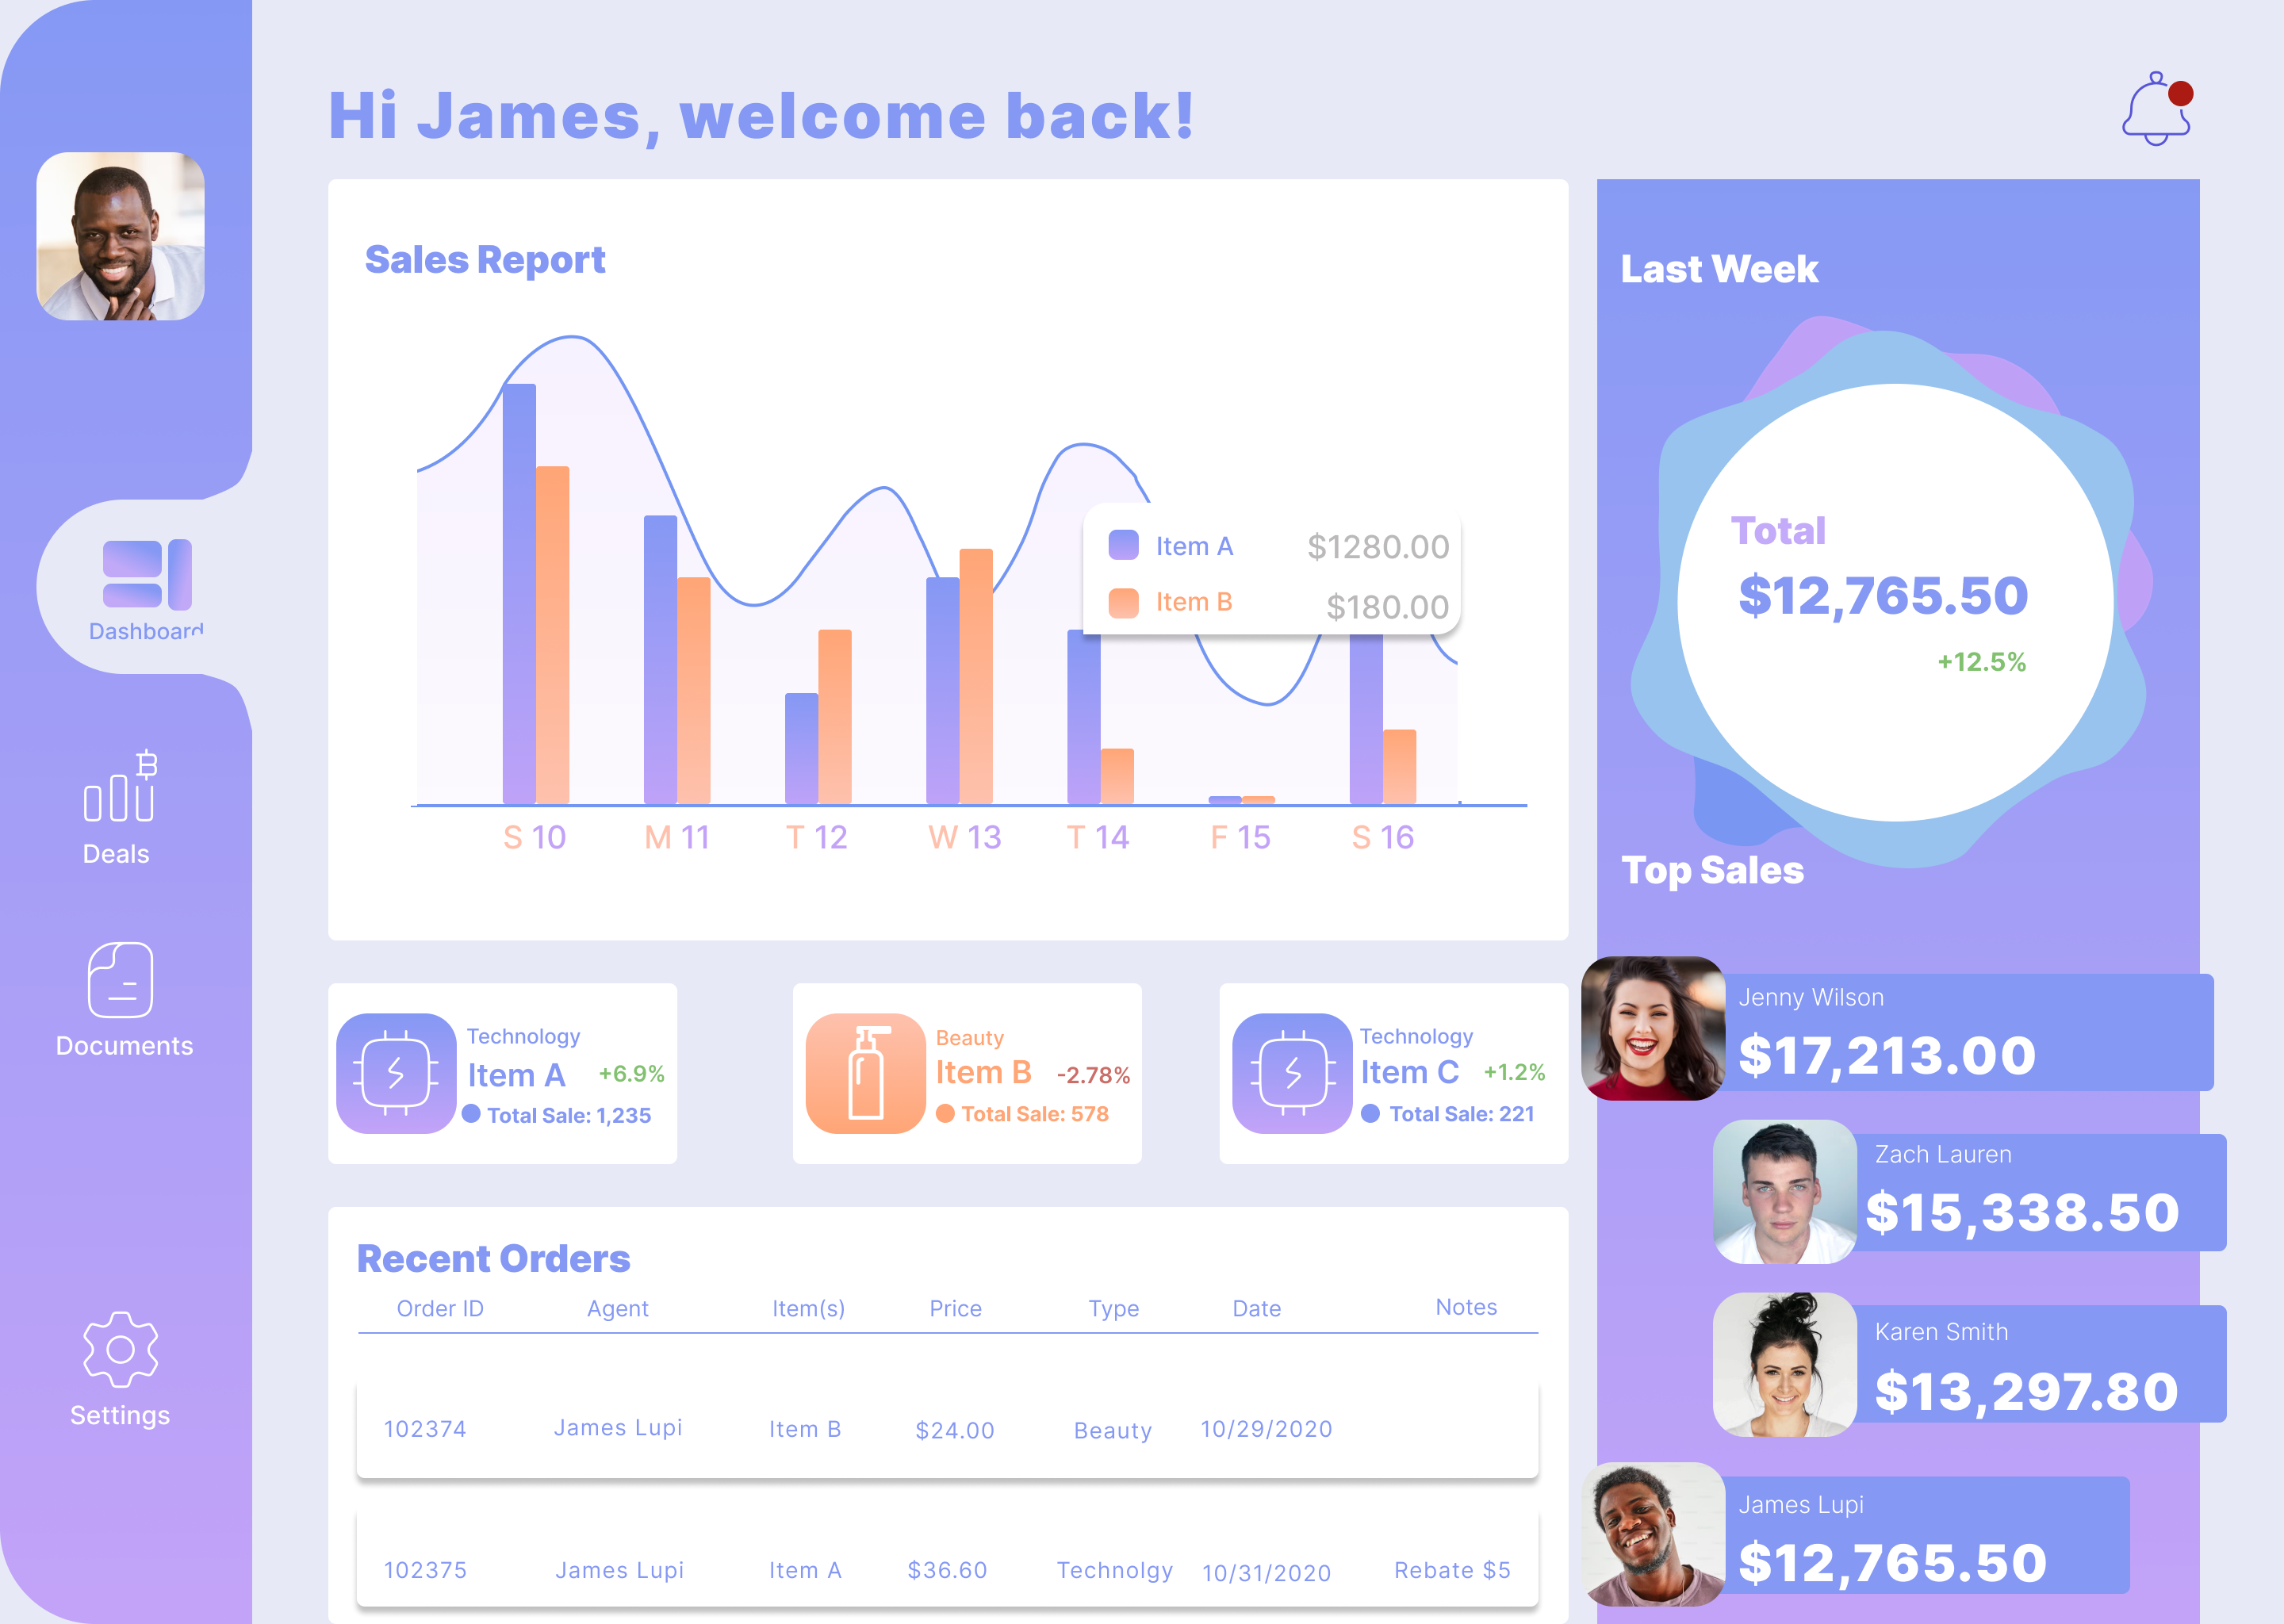 Hi James, welcome back!
Dashboard
Deals
Documents
Settings
Sales Report
Item A $1280.00
Item B $180.00
S 10 M 11 T 12 W 13 T 14 F 15 S 16
Last Week
Total
$12,765.50
+12.5%
Top Sales
Jenny Wilson
$17,213.00
Zach Lauren
$15,338.50
Karen Smith
$13,297.80
James Lupi
$12,765.50
Technology
Item A +6.9%
Total Sale: 1,235
Beauty
Item B -2.78%
Total Sale: 578
Technology
Item C +1.2%
Total Sale: 221
Recent Orders
Order ID Agent Item(s) Price Type Date Notes
102374 James Lupi Item B $24.00 Beauty 10/29/2020
102375 James Lupi Item A $36.60 Technolgy 10/31/2020 Rebate $5